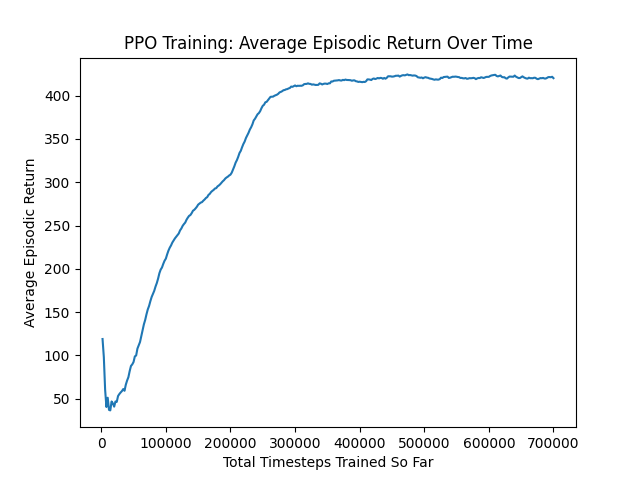 PPO Training: Average Episodic Return Over Time
Average Episodic Return
400
350
300
250
200
150
100
50
0 100000 200000 300000 400000 500000 600000 700000
Total Timesteps Trained So Far